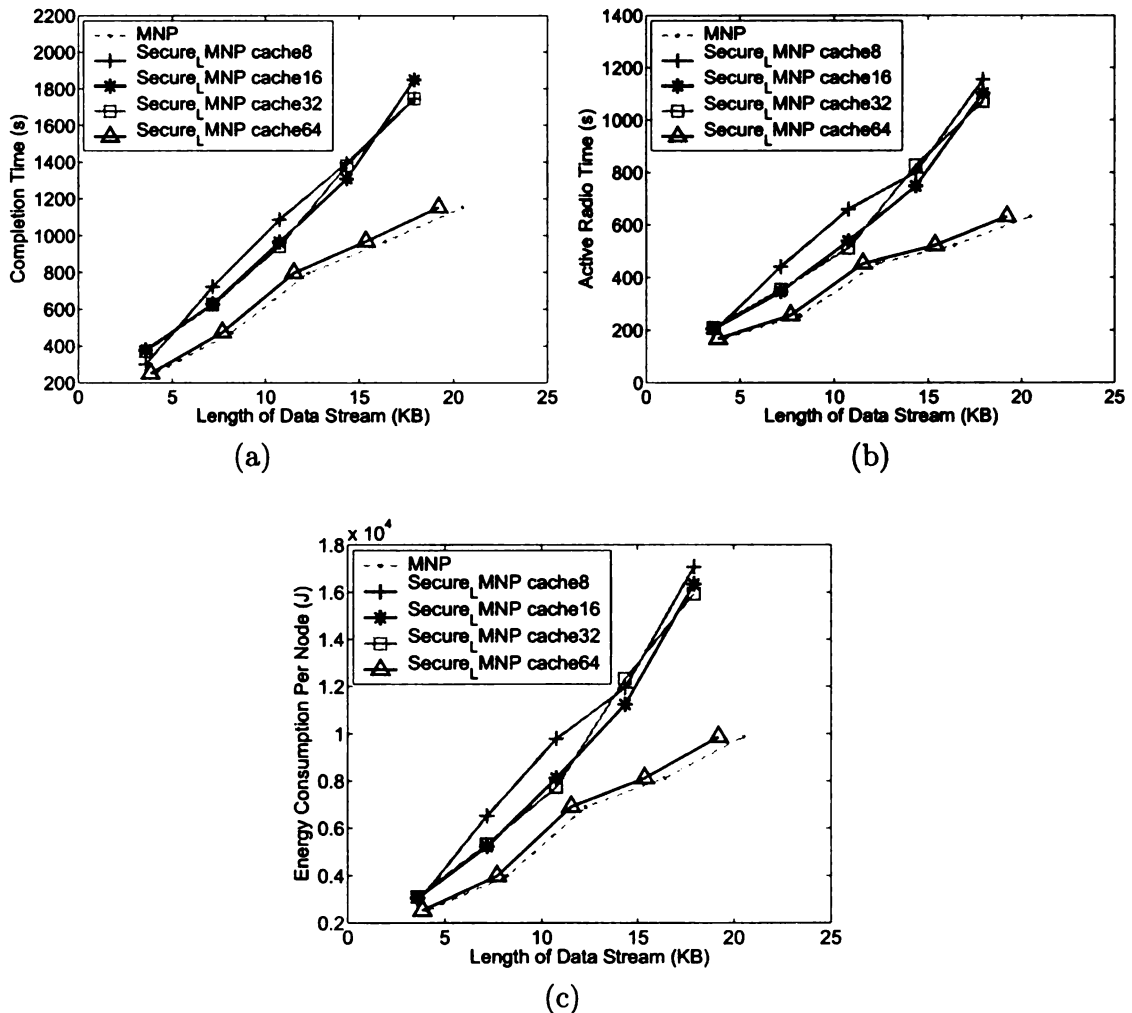 2200
2000
1800
1600
1400
1200
1000
800
600
400
200
0 5 10 15 20 25
Completion Time (s)
Length of Data Stream (KB)
MNP
Secure_L MNP cache8
Secure_L MNP cache16
Secure_L MNP cache32
Secure_L MNP cache64
(a)
1400
1200
1000
800
600
400
200
0
0 5 10 15 20 25
Active Radio Time (s)
Length of Data Stream (KB)
MNP
Secure_L MNP cache8
Secure_L MNP cache16
Secure_L MNP cache32
Secure_L MNP cache64
(b)
x 10^4
1.8
1.6
1.4
1.2
1
0.8
0.6
0.4
0.2
0 5 10 15 20 25
Energy Consumption Per Node (J)
Length of Data Stream (KB)
MNP
Secure_L MNP cache8
Secure_L MNP cache16
Secure_L MNP cache32
Secure_L MNP cache64
(c)